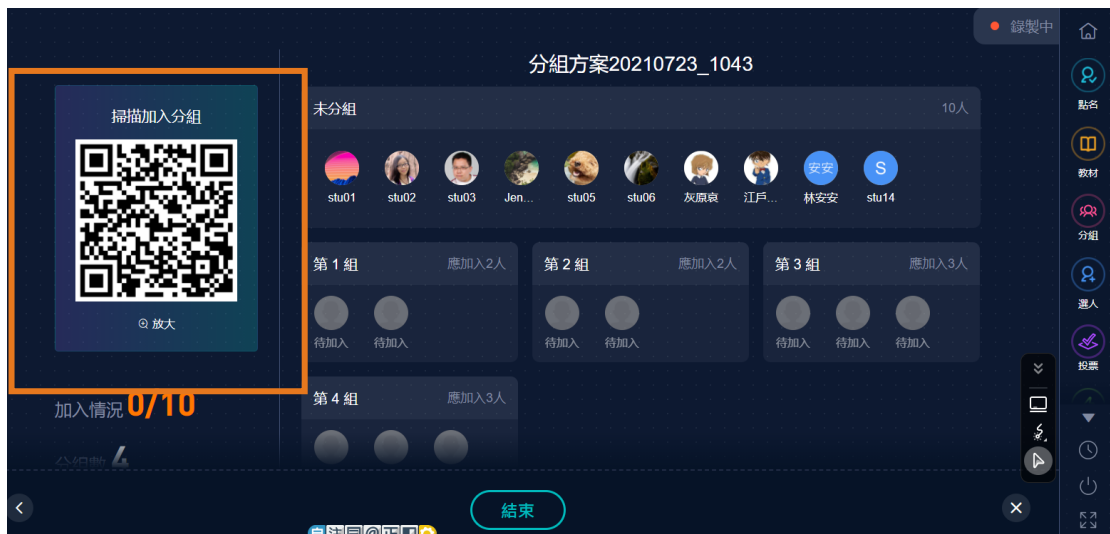 錄製中
分組方案20210723_1043
掃描加入分組
放大
加入情況 0/10
分組數 4
未分組
10人
stu01
stu02
stu03
Jen...
stu05
stu06
灰原哀
江戶...
安安
林安安
S
stu14
第 1 組
應加入2人
待加入
待加入
第 2 組
應加入2人
待加入
待加入
第 3 組
應加入3人
待加入
待加入
待加入
第 4 組
應加入3人
結束
點名
教材
分組
選人
投票